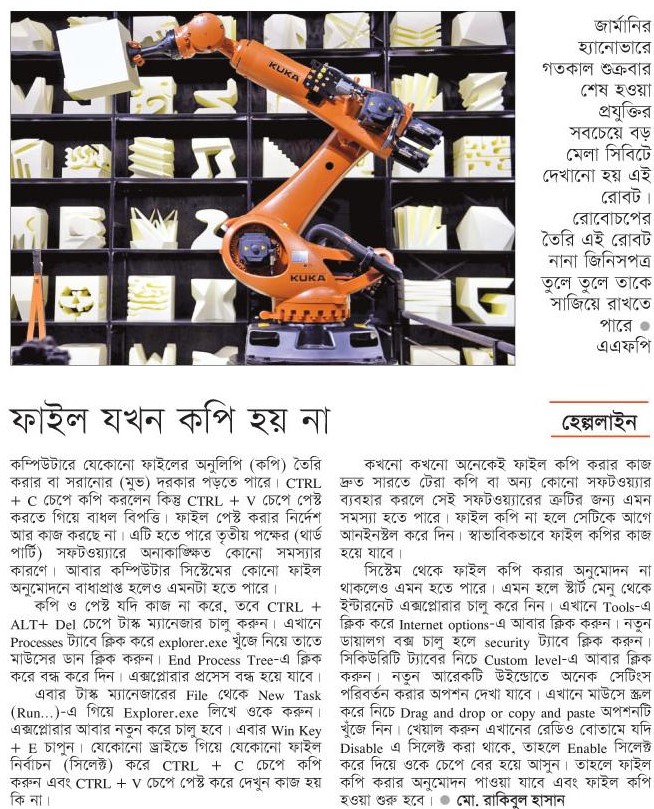 KUKA
KUKA
জার্মানির
হ্যানোভারে
গতকাল শুক্রবার
শেষ হওয়া
প্রযুক্তির
সবচেয়ে বড়
মেলা সিবিটে
দেখানো হয় এই
রোবট।
রোবোচপের
তৈরি এই রোবট
নানা জিনিসপত্র
তুলে তুলে তাকে
সাজিয়ে রাখতে
পারে ●
এএফপি
ফাইল যখন কপি হয় না
হেল্পলাইন
কম্পিউটারে যেকোনো ফাইলের অনুলিপি (কপি) তৈরি
করার বা সরানোর (মুভ) দরকার পড়তে পারে। CTRL
+ C চেপে কপি করলেন কিন্তু CTRL + V চেপে পেস্ট
করতে গিয়ে বাধল বিপত্তি। ফাইল পেস্ট করার নির্দেশ
আর কাজ করছে না। এটি হতে পারে তৃতীয় পক্ষের (থার্ড
পার্টি) সফটওয়্যারে অনাকাঙ্ক্ষিত কোনো সমস্যার
কারণে। আবার কম্পিউটার সিস্টেমের কোনো ফাইল
অনুমোদনে বাধাপ্রাপ্ত হলেও এমনটা হতে পারে।
কপি ও পেস্ট যদি কাজ না করে, তবে CTRL +
ALT+ Del চেপে টাস্ক ম্যানেজার চালু করুন। এখানে
Processes ট্যাবে ক্লিক করে explorer.exe খুঁজে নিয়ে তাতে
মাউসের ডান ক্লিক করুন। End Process Tree-এ ক্লিক
করে বন্ধ করে দিন। এক্সপ্লোরার প্রসেস বন্ধ হয়ে যাবে।
এবার টাস্ক ম্যানেজারের File থেকে New Task
(Run...)-এ গিয়ে Explorer.exe লিখে ওকে করুন।
এক্সপ্লোরার আবার নতুন করে চালু হবে। এবার Win Key
+ E চাপুন। যেকোনো ড্রাইভে গিয়ে যেকোনো ফাইল
নির্বাচন (সিলেক্ট) করে CTRL + C চেপে কপি
করুন এবং CTRL + V চেপে পেস্ট করে দেখুন কাজ হয়
কি না।
কখনো কখনো অনেকেই ফাইল কপি করার কাজ
দ্রুত সারতে টেরা কপি বা অন্য কোনো সফটওয়্যার
ব্যবহার করলে সেই সফটওয়্যারের ত্রুটির জন্য এমন
সমস্যা হতে পারে। ফাইল কপি না হলে সেটিকে আগে
আনইনস্টল করে দিন। স্বাভাবিকভাবে ফাইল কপির কাজ
হয়ে যাবে।
সিস্টেম থেকে ফাইল কপি করার অনুমোদন না
থাকলেও এমন হতে পারে। এমন হলে স্টার্ট মেনু থেকে
ইন্টারনেট এক্সপ্লোরার চালু করে নিন। এখানে Tools-এ
ক্লিক করে Internet options-এ আবার ক্লিক করুন। নতুন
ডায়ালগ বক্স চালু হলে security ট্যাবে ক্লিক করুন।
সিকিউরিটি ট্যাবের নিচে Custom level-এ আবার ক্লিক
করুন। নতুন আরেকটি উইন্ডোতে অনেক সেটিংস
পরিবর্তন করার অপশন দেখা যাবে। এখানে মাউসে স্ক্রল
করে নিচে Drag and drop or copy and paste অপশনটি
খুঁজে নিন। খেয়াল করুন এখানের রেডিও বোতামে যদি
Disable এ সিলেক্ট করা থাকে, তাহলে Enable সিলেক্ট
করে দিয়ে ওকে চেপে বের হয়ে আসুন। তাহলে ফাইল
কপি করার অনুমোদন পাওয়া যাবে এবং ফাইল কপি
হওয়া শুরু হবে। ● মো. রাকিবুল হাসান